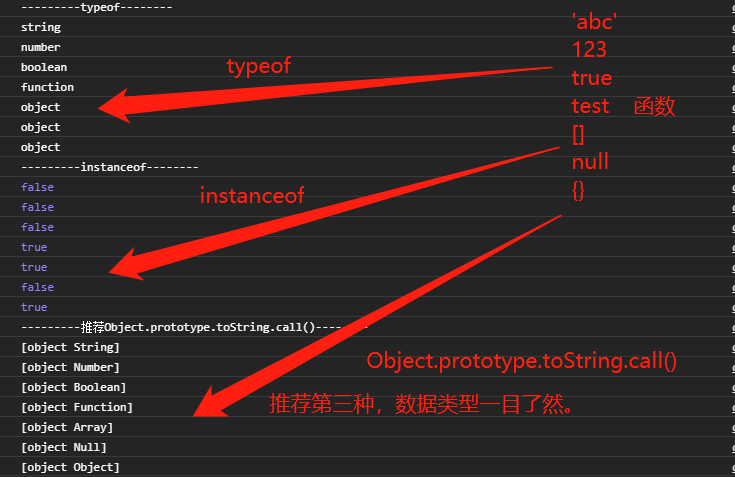 ---------typeof--------
string
number
boolean
function
object
object
object
---------instanceof--------
false
false
false
true
true
false
true
---------推荐Object.prototype.toString.call()--------
[object String]
[object Number]
[object Boolean]
[object Function]
[object Array]
[object Null]
[object Object]
'abc'
123
true
test 函数
[]
null
{}
typeof
instanceof
Object.prototype.toString.call()
推荐第三种，数据类型一目了然。